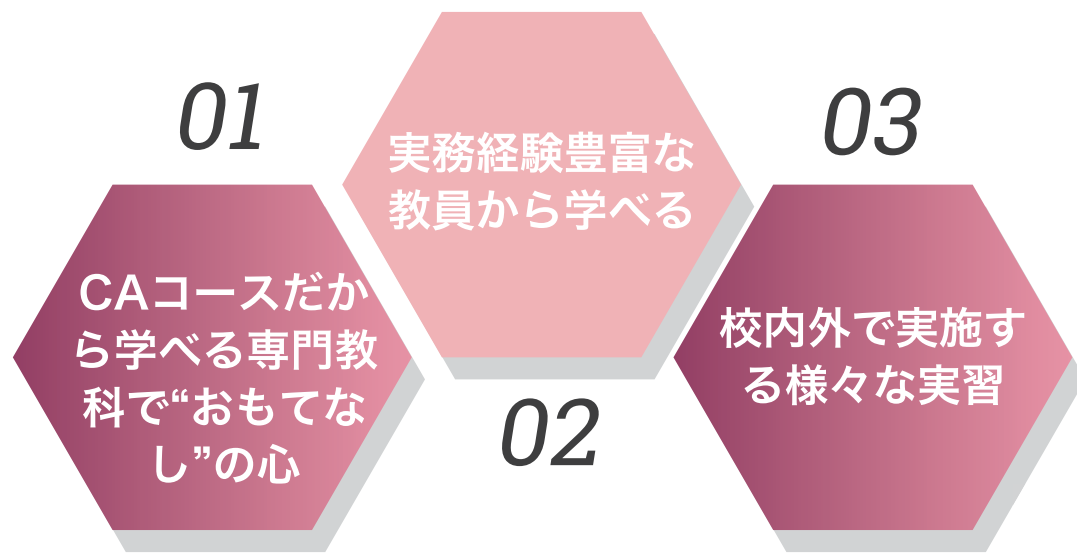 01
CAコースだか
ら学べる専門教
科で“おもてな
し”の心
実務経験豊富な
教員から学べる
02
03
校内外で実施す
る様々な実習